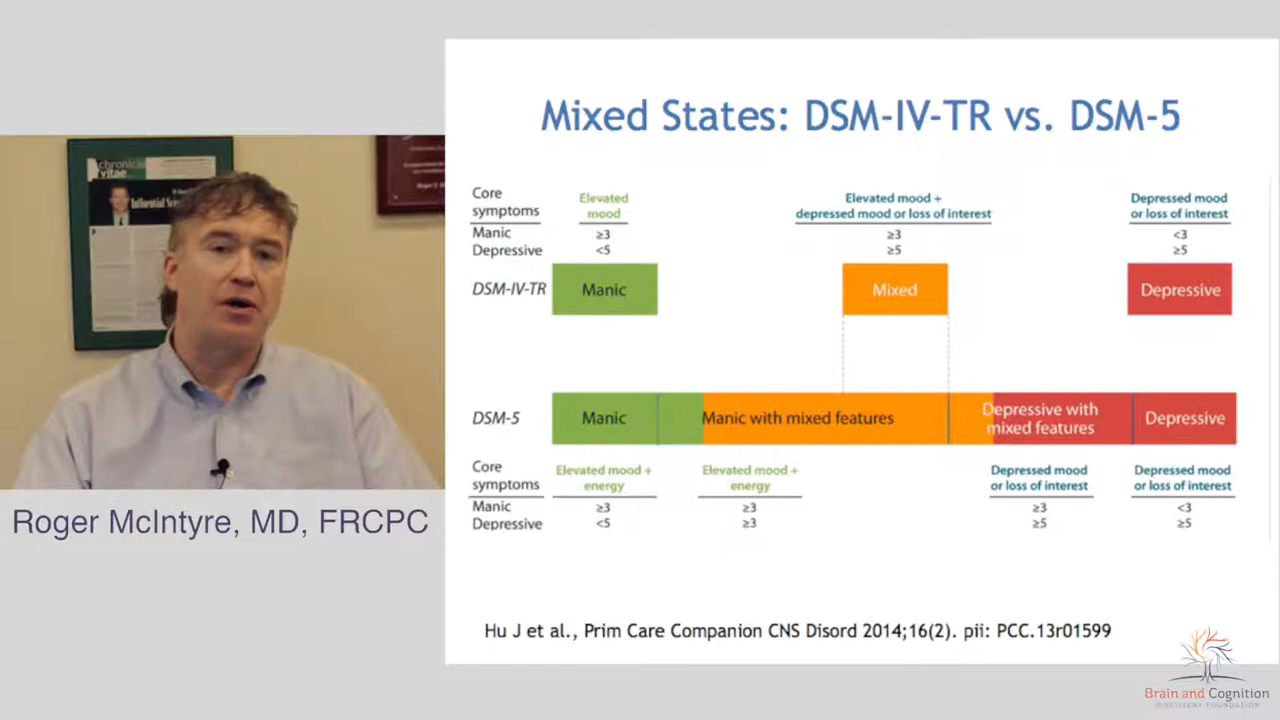 Mixed States: DSM-IV-TR vs. DSM-5
Core symptoms
Elevated mood
Elevated mood + depressed mood or loss of interest
Depressed mood or loss of interest
Manic ≥3 ≥3 <3
Depressive <5 ≥5 ≥5
DSM-IV-TR Manic Mixed Depressive
DSM-5 Manic Manic with mixed features Depressive with mixed features Depressive
Core symptoms
Elevated mood + energy
Elevated mood + energy
Depressed mood or loss of interest
Depressed mood or loss of interest
Manic ≥3 ≥3 ≥3 <3
Depressive <5 ≥3 ≥5 ≥5
Hu J et al., Prim Care Companion CNS Disord 2014;16(2). pii: PCC.13r01599
chronicle
vitae
Roger McIntyre, MD, FRCPC
Brain and Cognition
DISCOVERY FOUNDATION